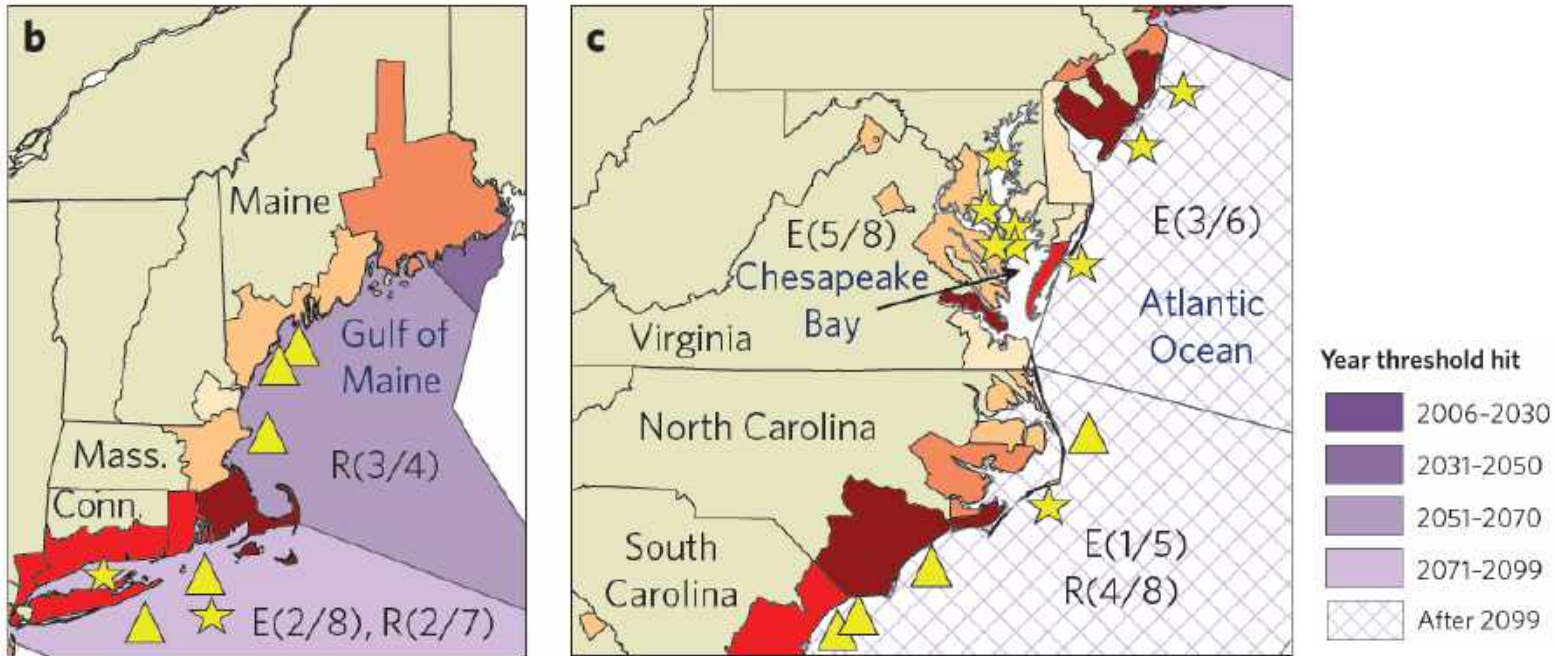 b
Maine
Gulf of
Maine
Mass.
R(3/4)
Conn.
E(2/8), R(2/7)
c
E(5/8)
Chesapeake
Bay
E(3/6)
Atlantic
Ocean
Virginia
North Carolina
South
Carolina
E(1/5)
R(4/8)
Year threshold hit
2006–2030
2031–2050
2051–2070
2071–2099
After 2099